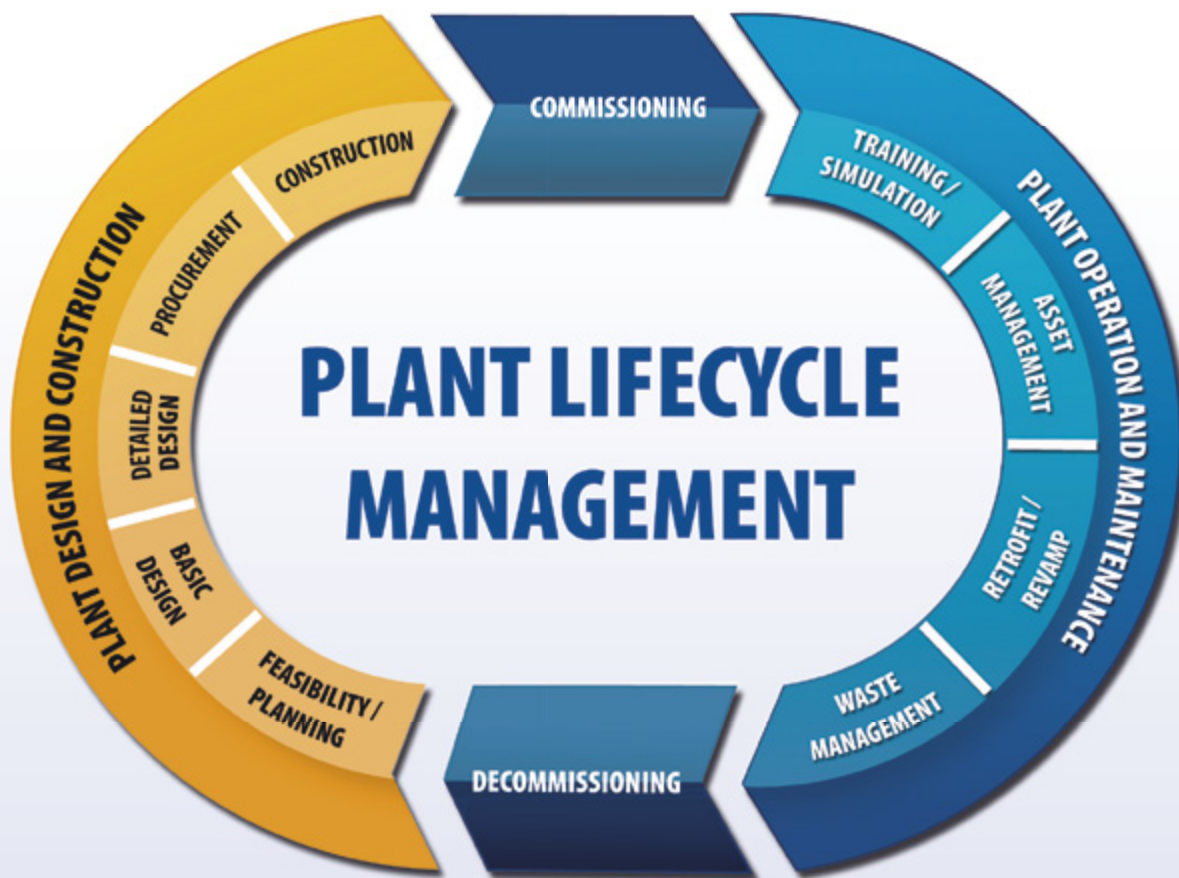 PLANT LIFECYCLE
MANAGEMENT
PLANT DESIGN AND CONSTRUCTION
FEASIBILITY /
PLANNING
BASIC
DESIGN
DETAILED
DESIGN
PROCUREMENT
CONSTRUCTION
COMMISSIONING
PLANT OPERATION AND MAINTENANCE
TRAINING /
SIMULATION
ASSET
MANAGEMENT
RETROFIT /
REVAMP
WASTE
MANAGEMENT
DECOMMISSIONING